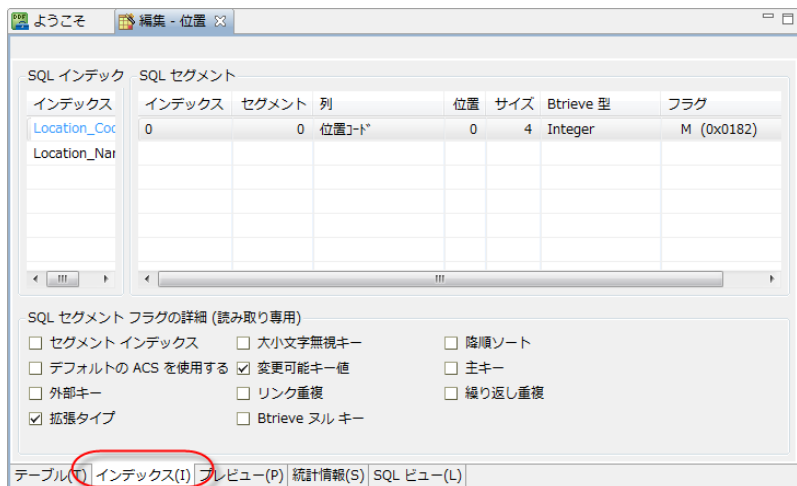 ようこそ 編集 - 位置
SQL インデック SQL セグメント
インデックス インデックス セグメント 列 位置 サイズ Btrieve 型 フラグ
Location_Coc 0 0 位置ｺｰﾄﾞ 0 4 Integer M (0x0182)
Location_Nar
SQL セグメント フラグの詳細 (読み取り専用)
セグメント インデックス 大小文字無視キー 降順ソート
デフォルトの ACS を使用する 変更可能キー値 主キー
外部キー リンク重複 繰り返し重複
拡張タイプ Btrieve ヌル キー
テーブル(T) インデックス(I) プレビュー(P) 統計情報(S) SQL ビュー(L)